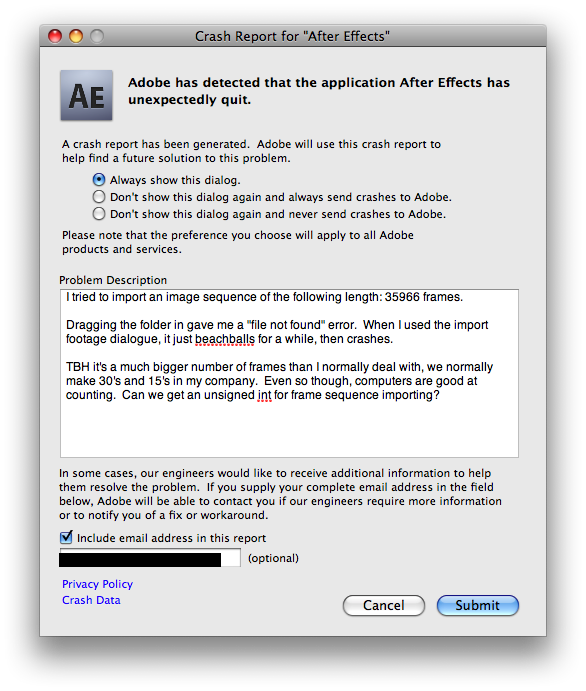 Crash Report for "After Effects"
AE
Adobe has detected that the application After Effects has
unexpectedly quit.
A crash report has been generated.  Adobe will use this crash report to
help find a future solution to this problem.
Always show this dialog.
Don't show this dialog again and always send crashes to Adobe.
Don't show this dialog again and never send crashes to Adobe.
Please note that the preference you choose will apply to all Adobe
products and services.
Problem Description
I tried to import an image sequence of the following length: 35966 frames.
Dragging the folder in gave me a "file not found" error.  When I used the import
footage dialogue, it just beachballs for a while, then crashes.
TBH it's a much bigger number of frames than I normally deal with, we normally
make 30's and 15's in my company.  Even so though, computers are good at
counting.  Can we get an unsigned int for frame sequence importing?
In some cases, our engineers would like to receive additional information to help
them resolve the problem.  If you supply your complete email address in the field
below, Adobe will be able to contact you if our engineers require more information
or to notify you of a fix or workaround.
Include email address in this report
(optional)
Privacy Policy
Crash Data
Cancel
Submit